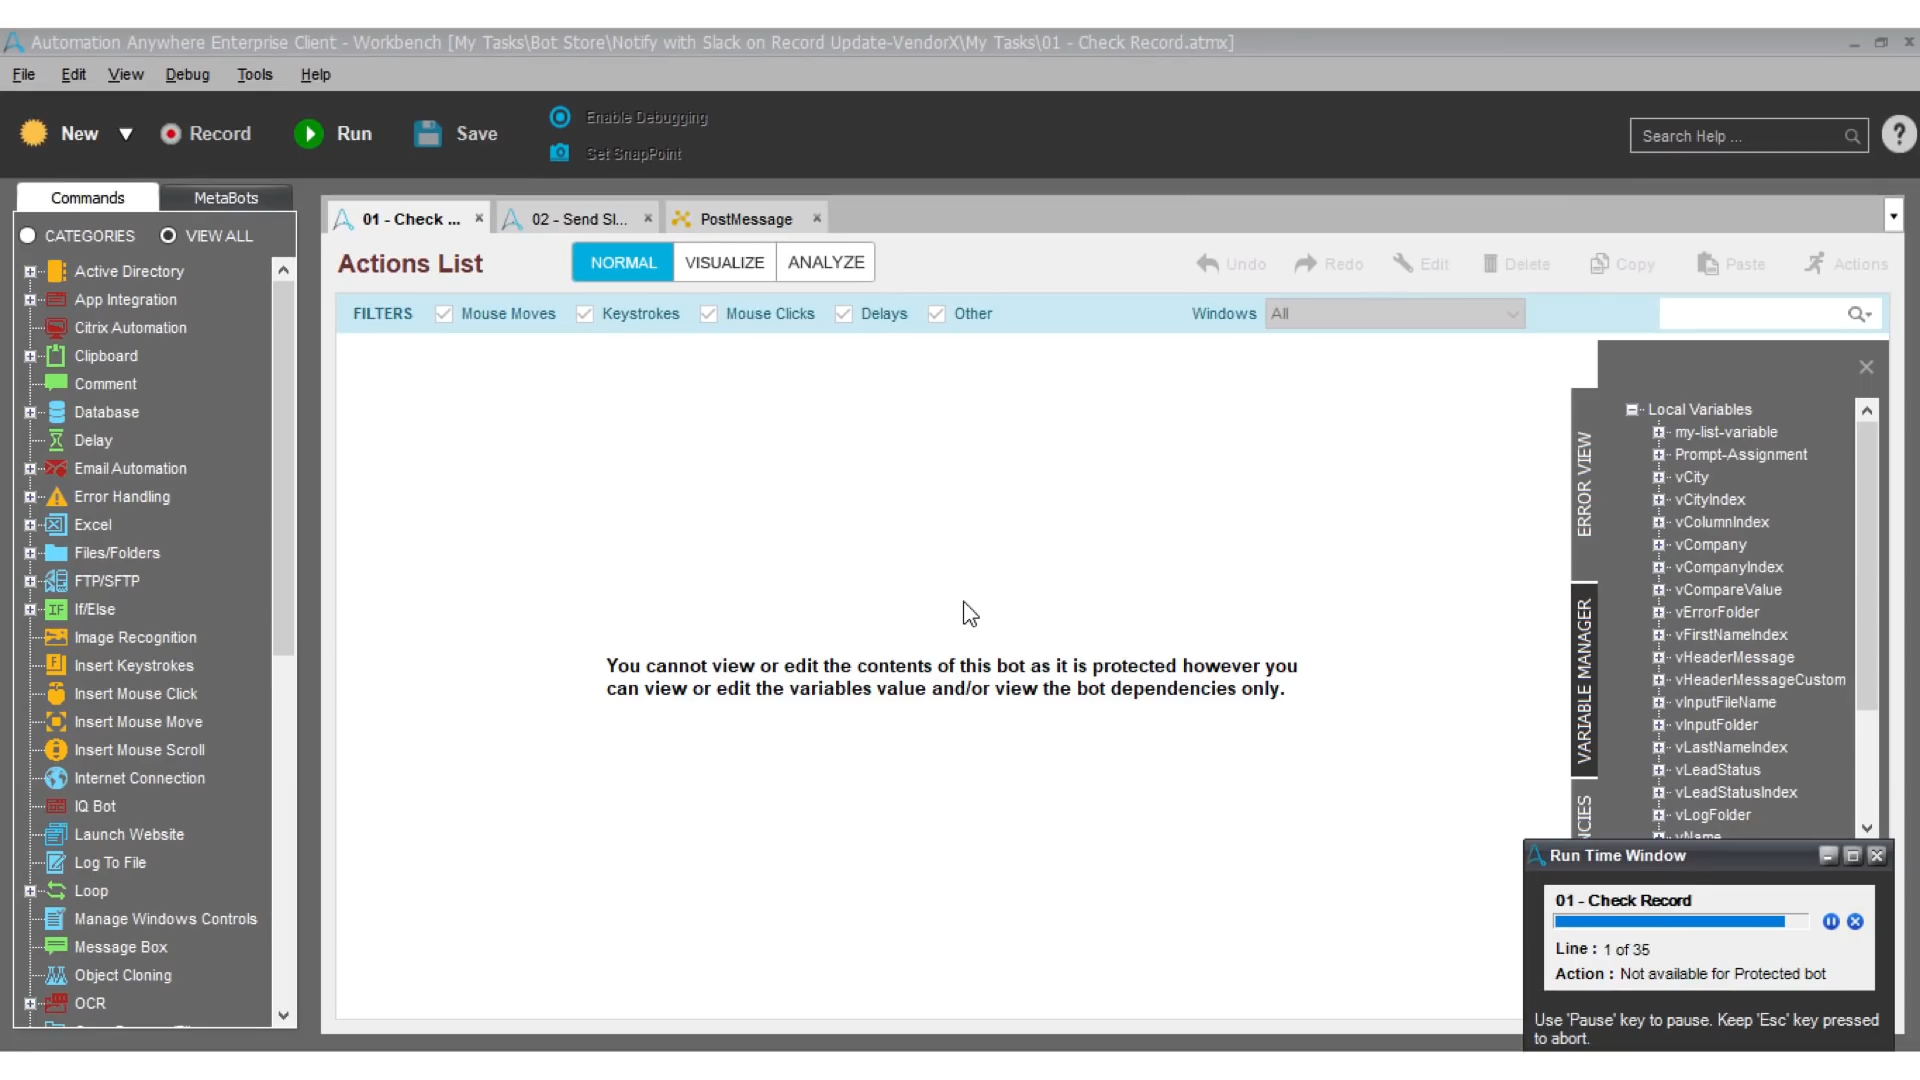 Automation Anywhere Enterprise Client - Workbench [My Tasks\Bot Store\Notify with Slack on Record Update-VendorX\My Tasks\01 - Check Record.atmx]
File Edit View Debug Tools Help
New Record Run Save
Enable Debugging
Set SnapPoint
Search Help ...
?
Commands MetaBots
CATEGORIES VIEW ALL
Active Directory
App Integration
Citrix Automation
Clipboard
Comment
Database
Delay
Email Automation
Error Handling
Excel
Files/Folders
FTP/SFTP
IF If/Else
Image Recognition
Insert Keystrokes
Insert Mouse Click
Insert Mouse Move
Insert Mouse Scroll
Internet Connection
IQ Bot
Launch Website
Log To File
Loop
Manage Windows Controls
Message Box
Object Cloning
OCR
01 - Check ... 02 - Send Sl... PostMessage
Actions List NORMAL VISUALIZE ANALYZE
Undo Redo Edit Delete Copy Paste Actions
FILTERS Mouse Moves Keystrokes Mouse Clicks Delays Other Windows All
You cannot view or edit the contents of this bot as it is protected however you
can view or edit the variables value and/or view the bot dependencies only.
ERROR VIEW
VARIABLE MANAGER
NCIES
Local Variables
my-list-variable
Prompt-Assignment
vCity
vCityIndex
vColumnIndex
vCompany
vCompanyIndex
vCompareValue
vErrorFolder
vFirstNameIndex
vHeaderMessage
vHeaderMessageCustom
vInputFileName
vInputFolder
vLastNameIndex
vLeadStatus
vLeadStatusIndex
vLogFolder
vName
Run Time Window
01 - Check Record
Line : 1 of 35
Action : Not available for Protected bot
Use 'Pause' key to pause. Keep 'Esc' key pressed
to abort.